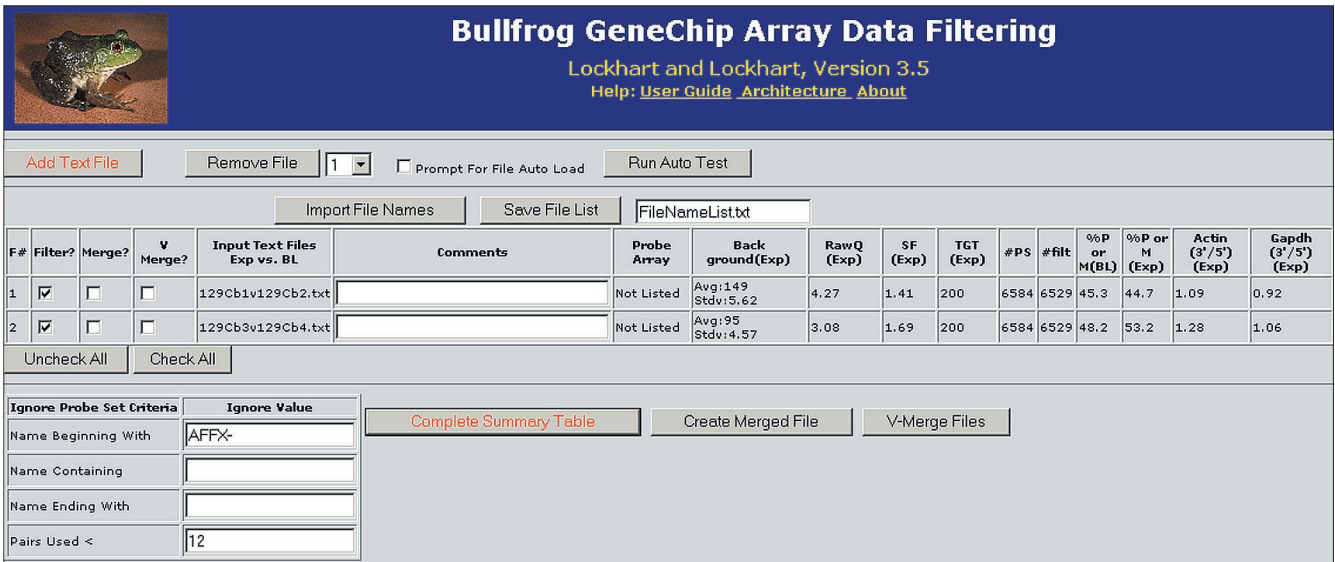 Bullfrog GeneChip Array Data Filtering
Lockhart and Lockhart, Version 3.5
Help: User Guide Architecture About
Add Text File Remove File 1 Prompt For File Auto Load Run Auto Test
Import File Names Save File List FileNameList.txt
F# Filter? Merge? V Merge? Input Text Files Exp vs. BL Comments Probe Array Back ground(Exp) RawQ (Exp) SF (Exp) TGT (Exp) #PS #filt %P or M(BL) %P or M (Exp) Actin (3'/5') (Exp) Gapdh (3'/5') (Exp)
1 129Cb1v129Cb2.txt Not Listed Avg:149 Stdv:5.62 4.27 1.41 200 6584 6529 45.3 44.7 1.09 0.92
2 129Cb3v129Cb4.txt Not Listed Avg:95 Stdv:4.57 3.08 1.69 200 6584 6529 48.2 53.2 1.28 1.06
Uncheck All Check All
Ignore Probe Set Criteria Ignore Value
Complete Summary Table Create Merged File V-Merge Files
Name Beginning With AFFX-
Name Containing
Name Ending With
Pairs Used < 12